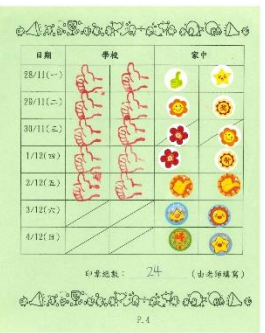 日期 學校 家中
28/11(一)
29/11(二)
30/11(三)
1/12(四)
2/12(五)
3/12(六)
4/12(日)
印章總數： 24 (由老師填寫)
P.4